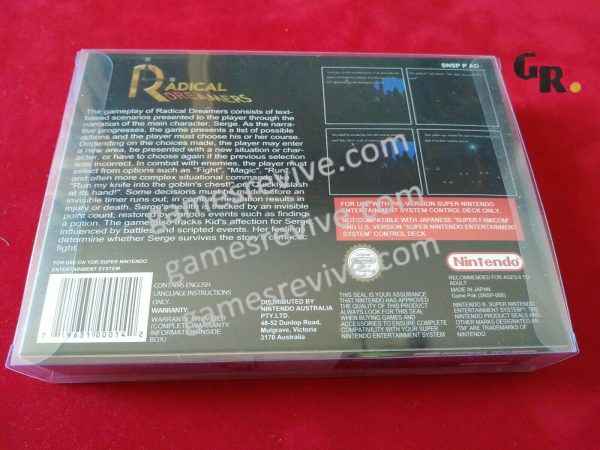 SNSP P AD
GR.
RADICAL
DREAMERS
The gameplay of Radical Dreamers consists of text-
based scenarios presented to the player through the
narration of the main character, Serge. As the narra-
tive progresses, the game presents a list of possible
actions and the player must choose his or her course.
Depending on the choices made, the player may enter
a new area, be presented with a new situation or char-
acter, or have to choose again if the previous selection
was incorrect. In combat with enemies, the player must
select from options such as "Fight", "Magic", "Run",
and often more complex situational commands like
"Run my knife into the goblin's chest!" or "Quickly slash
at its hand!". Some decisions must be made before an
invisible timer runs out; in combat, hesitation results in
injury or death. Serge's health is tracked by an invisible
point count, restored by various events such as finding
a potion. The game also tracks Kid's affection for Serge,
influenced by battle and scripted events. Her feelings
determine whether Serge survives the story's climactic
fight.
FOR USE ON YOR SUPER NINTENDO
ENTERTAINMENT SYSTEM.
FOR USE WITH U.K. VERSION SUPER NINTENDO
ENTERTAINMENT SYSTEM CONTROL DECK ONLY.
NOT COMPATIBLE WITH JAPANESE "SUPER FAMICOM"
AND U.S. VERSION "SUPER NINTENDO ENTERTAINMENT
SYSTEM" CONTROL DECK.
7 19631 00014 2
CONTAINS ENGLISH
LANGUAGE INSTRUCTIONS
ONLY.
WARRANTY:
WARRANTY PROVIDED
(COMPLETE WARRANTY
INFORMATION INSIDE
BOX)
DISTRIBUTED BY:
NINTENDO AUSTRALIA
PTY.LTD.
48-52 Dunlop Road,
Mulgrave, Victoria
3170 Australia
THIS SEAL IS YOUR ASSURANCE
THAT NINTENDO HAS APPROVED
THE QUALITY OF THIS PRODUCT
ALWAYS LOOK FOR THIS SEAL
WHEN BUYING GAMES AND
ACCESSORIES TO ENSURE COMPLETE
COMPATIBILITY WITH YOUR SUPER
NINTENDO ENTERTAINMENT SYSTEM
Nintendo
RECOMMENDED FOR AGES 6 TO
ADULT
MADE IN JAPAN
Game Pak (SNSP-006)
NINTENDO ®, SUPER NINTENDO
ENTERTAINMENT SYSTEM™, THE
NINTENDO PRODUCT SEALS AND
OTHER MARKS DESIGNATED AS
"TM" ARE TRADEMARKS OF
NINTENDO
gamesrevive.com
gamesrevive.com
gamesrevive.com